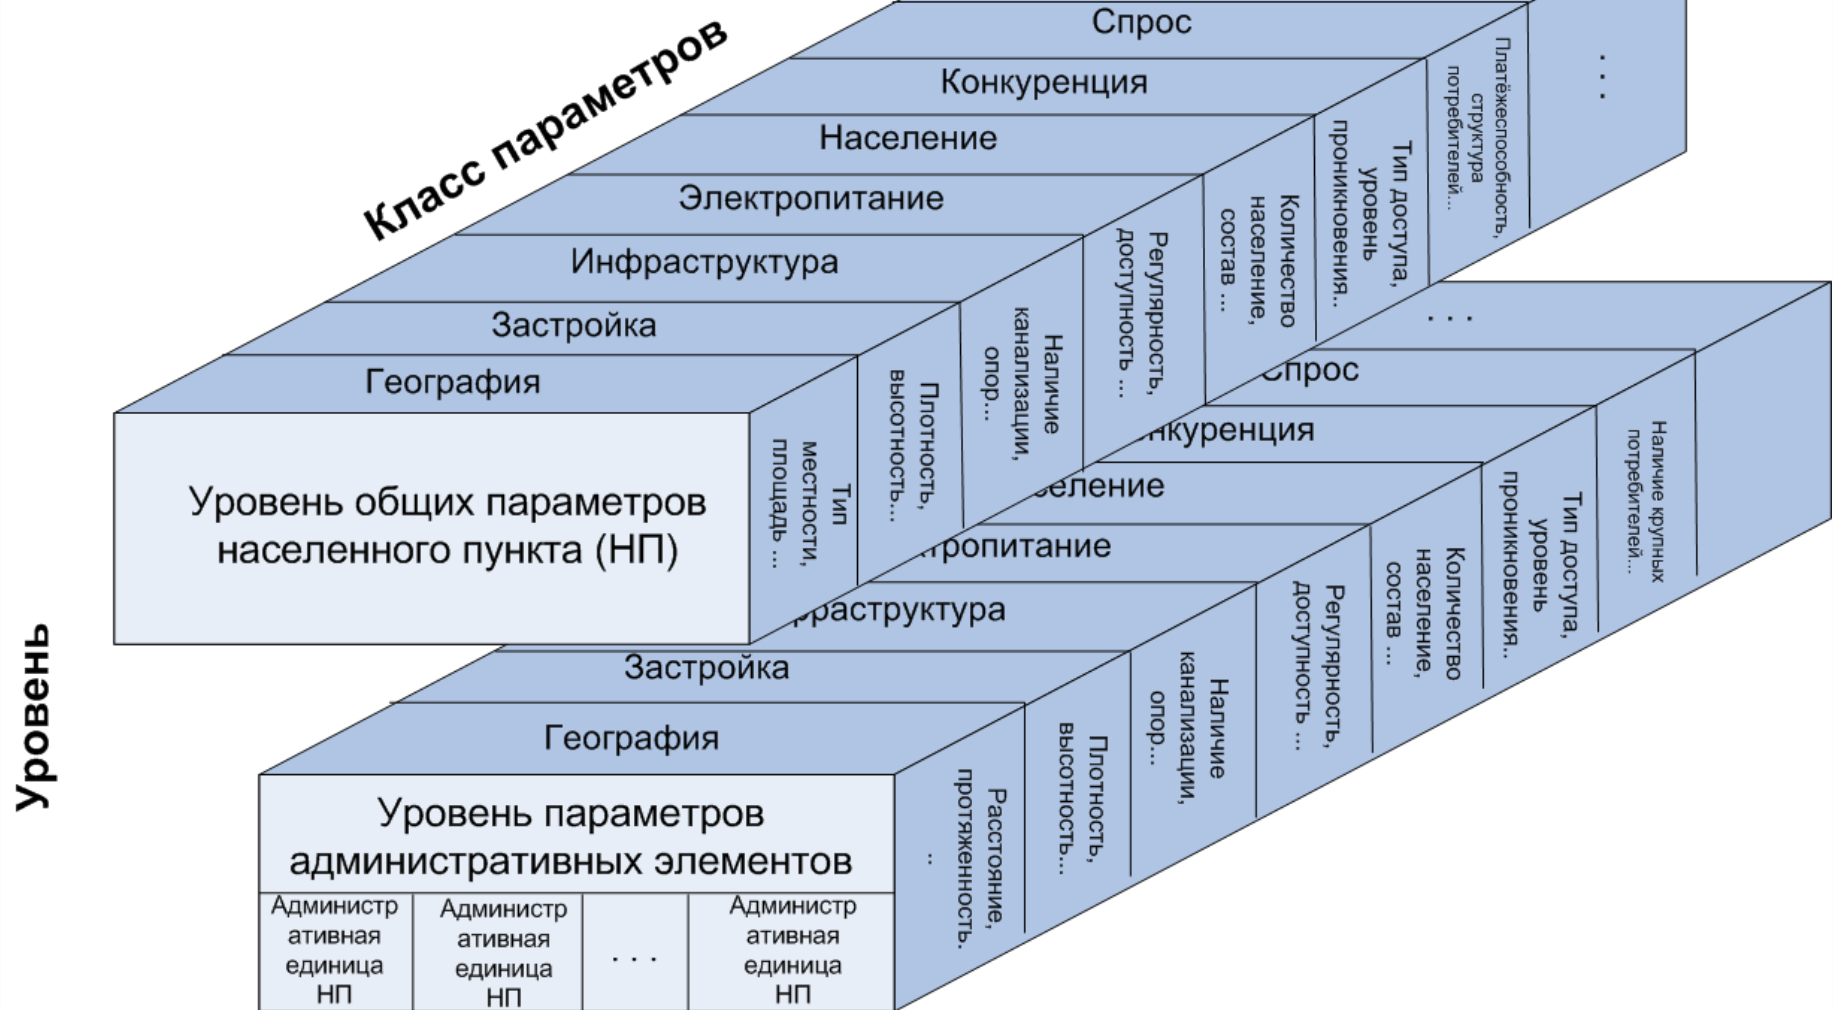 Класс параметров
Уровень
Спрос
Конкуренция
Население
Электропитание
Инфраструктура
Застройка
География
Уровень общих параметров
населенного пункта (НП)
Тип
местности,
площадь ...
Плотность,
высотность...
Наличие
канализации,
опор...
Регулярность,
доступность ...
Количество
население,
состав ...
Тип доступа,
уровень
проникновения..
Платёжеспособность,
структура
потребителей...
. . .
. . .
Спрос
нкуренция
селение
тропитание
фраструктура
Застройка
География
Уровень параметров
административных элементов
Администр
ативная
единица
НП
Администр
ативная
единица
НП
. . .
Администр
ативная
единица
НП
Расстояние,
протяженность.
..
Плотность,
высотность...
Наличие
канализации,
опор...
Регулярность,
доступность ...
Количество
население,
состав ...
Тип доступа,
уровень
проникновения..
Наличие крупных
потребителей...